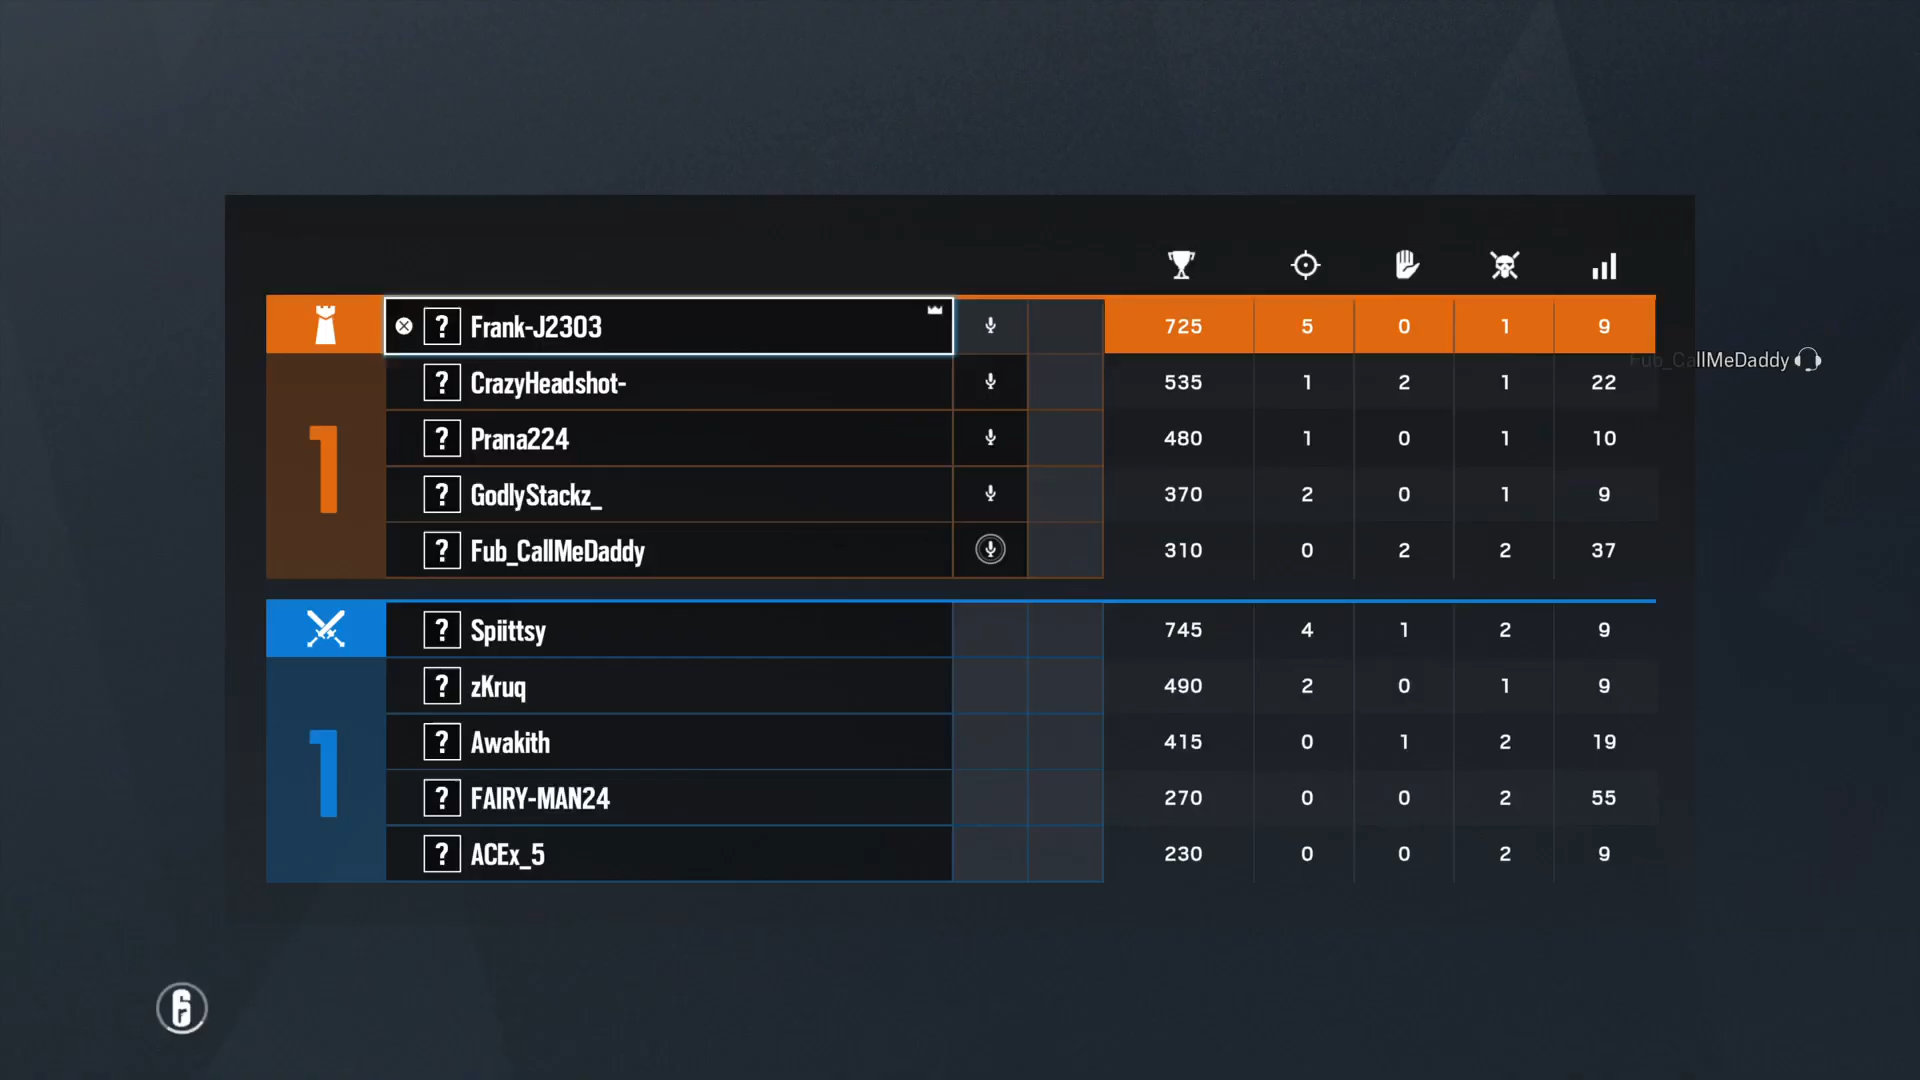 ? Frank-J2303 725 5 0 1 9
Fub_CallMeDaddy
? CrazyHeadshot- 535 1 2 1 22
? Prana224 480 1 0 1 10
1
? GodlyStackz_ 370 2 0 1 9
? Fub_CallMeDaddy 310 0 2 2 37
? Spiittsy 745 4 1 2 9
? zKruq 490 2 0 1 9
? Awakith 415 0 1 2 19
1
? FAIRY-MAN24 270 0 0 2 55
? ACEx_5 230 0 0 2 9
6